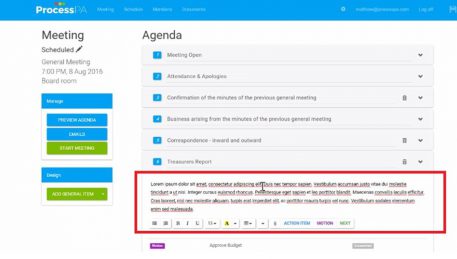 ProcessPA
Meeting Schedule Members Documents
matthew@processpa.com Log off
Meeting
Scheduled
General Meeting
7:00 PM, 8 Aug 2016
Board room
Manage
PREVIEW AGENDA
EMAILS
START MEETING
Design
ADD GENERAL ITEM
Agenda
1 Meeting Open
2 Attendance & Apologies
3 Confirmation of the minutes of the previous general meeting
4 Business arising from the minutes of the previous general meeting
5 Correspondence - inward and outward
6 Treasurers Report
Lorem ipsum dolor sit amet, consectetur adipiscing elit. Duis nec tempor sapien. Vestibulum accumsan justo vitae dui molestie
tincidunt a ut nisi. Integer cursus euismod rhoncus. Pellentesque eget sapien et leo porttitor blandit. Maecenas convallis iaculis efficitur.
Cras laoreet, nisl nec molestie aliquam, turpis erat imperdiet elit, ac porttitor mauris turpis non erat. Vestibulum sodales elementum
enim sed malesuada.
B I U 15 A ACTION ITEM MOTION NEXT
Motion Approve Budget